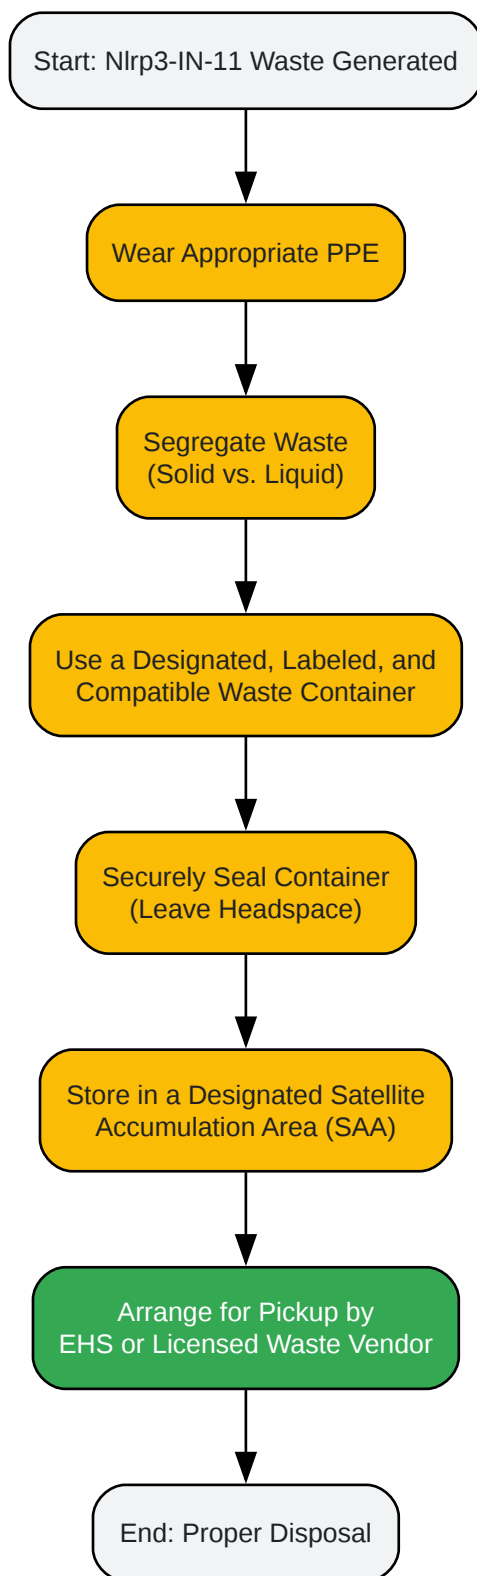 Start: Nlrp3-IN-11 Waste Generated
Wear Appropriate PPE
Segregate Waste
(Solid vs. Liquid)
Use a Designated, Labeled, and
Compatible Waste Container
Securely Seal Container
(Leave Headspace)
Store in a Designated Satellite
Accumulation Area (SAA)
Arrange for Pickup by
EHS or Licensed Waste Vendor
End: Proper Disposal